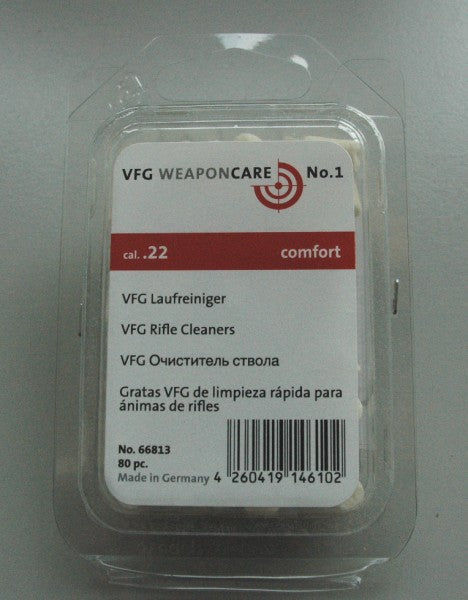 VFG WEAPONCARE No.1
cal. .22 comfort
VFG Laufreiniger
VFG Rifle Cleaners
VFG Очиститель ствола
Gratas VFG de limpieza rápida para
ánimas de rifles
No. 66813
80 pc.
Made in Germany 4 260419 146102